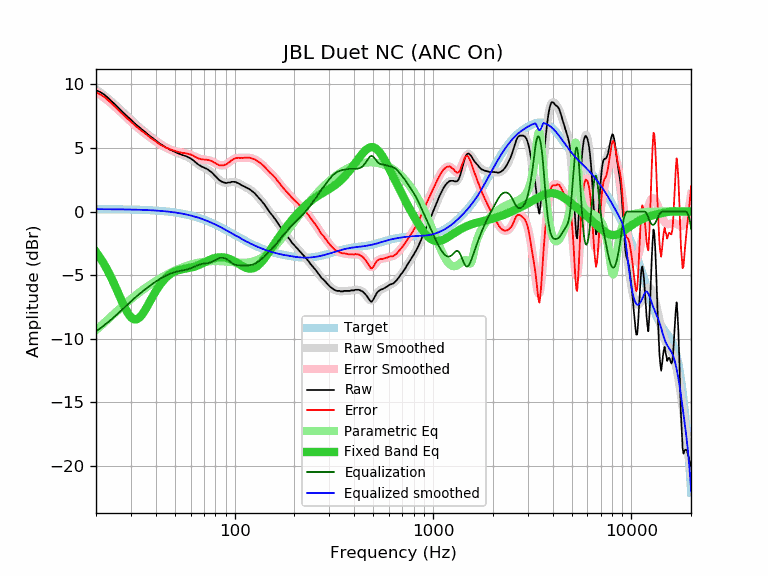 JBL Duet NC (ANC On)
10
5
0
−5
−10
−15
−20
Amplitude (dBr)
Target
Raw Smoothed
Error Smoothed
Raw
Error
Parametric Eq
Fixed Band Eq
Equalization
Equalized smoothed
100 1000 10000
Frequency (Hz)